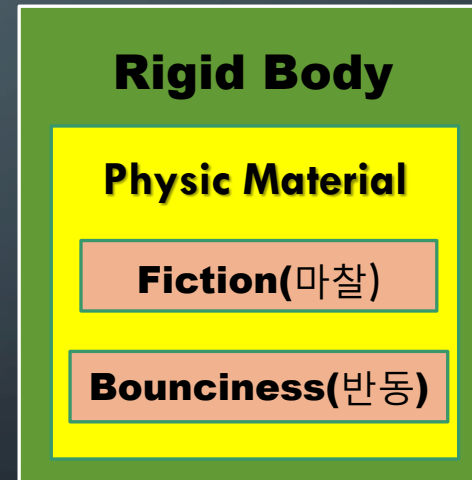 Rigid Body
Physic Material
Fiction(마찰)
Bounciness(반동)